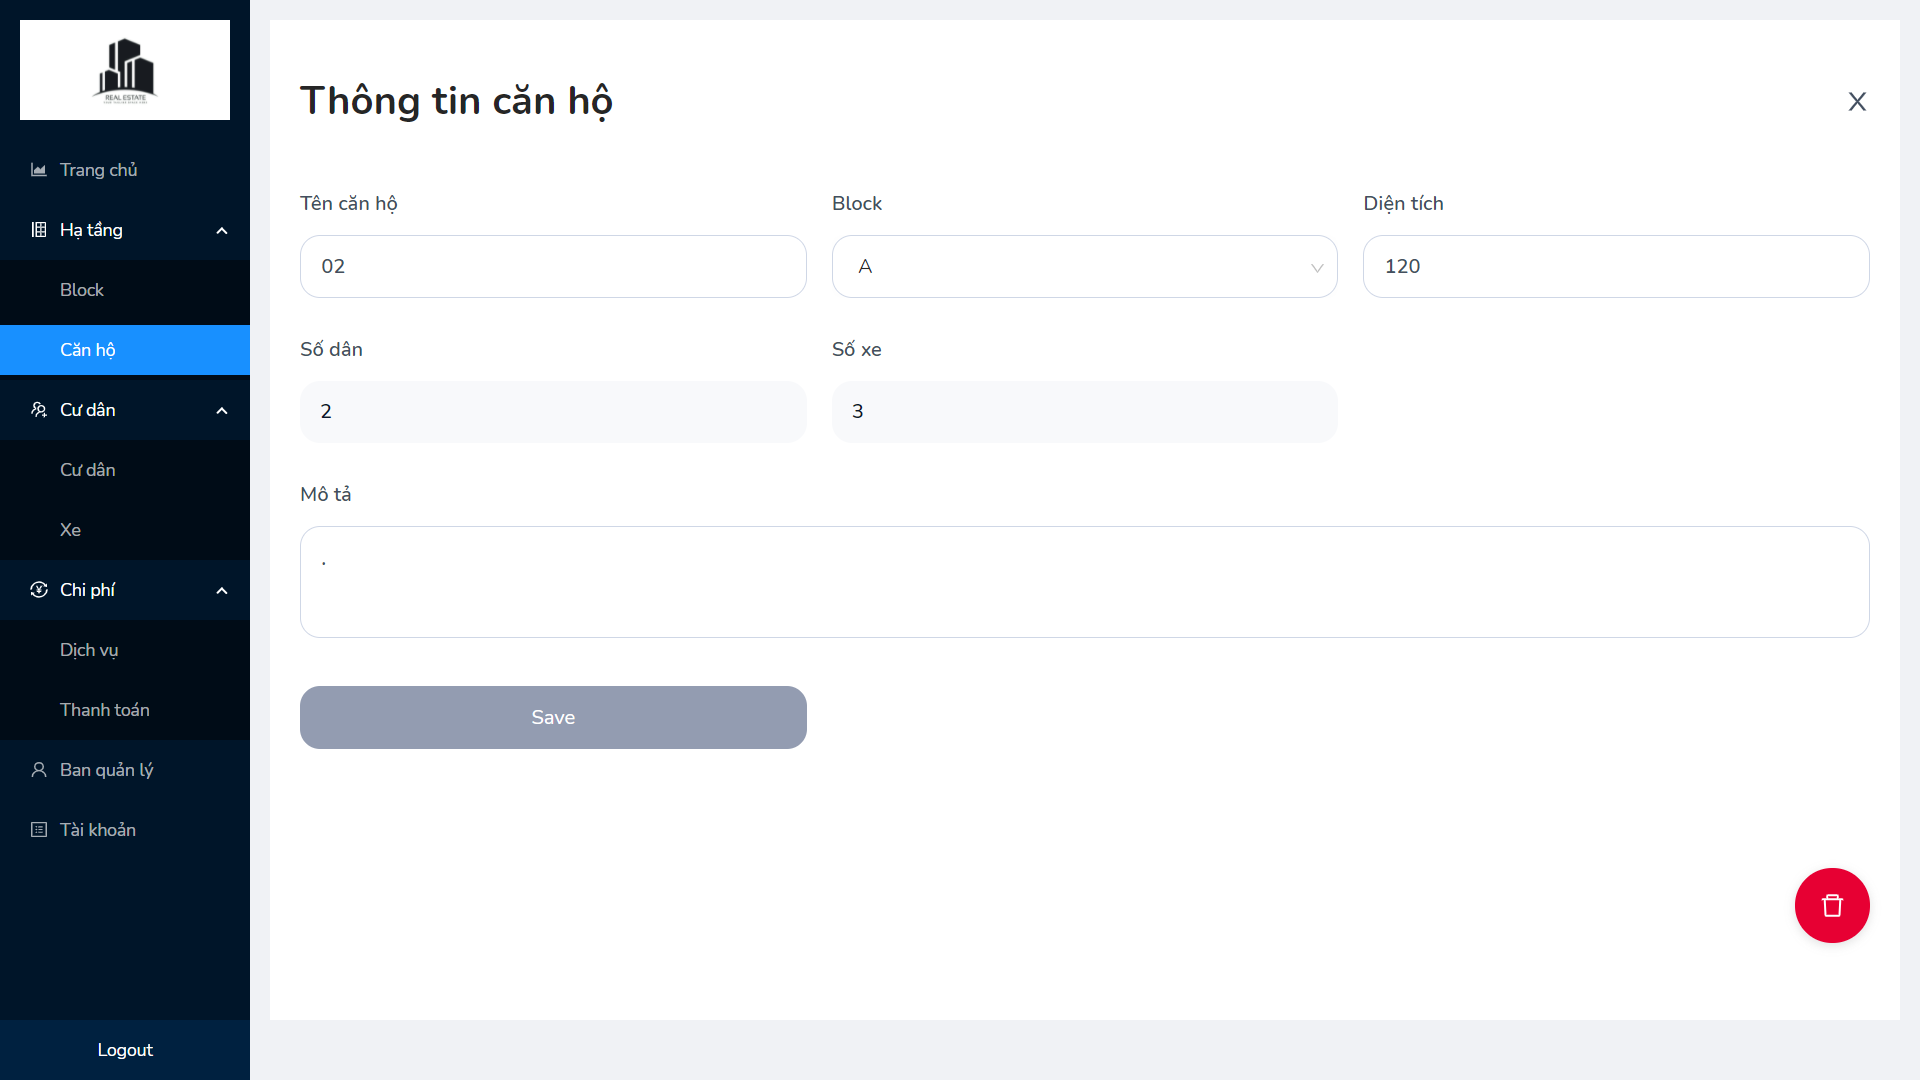 REAL ESTATE
Trang chủ
Hạ tầng
Block
Căn hộ
Cư dân
Cư dân
Xe
Chi phí
Dịch vụ
Thanh toán
Ban quản lý
Tài khoản
Logout
Thông tin căn hộ
X
Tên căn hộ
02
Block
A
Diện tích
120
Số dân
2
Số xe
3
Mô tả
.
Save